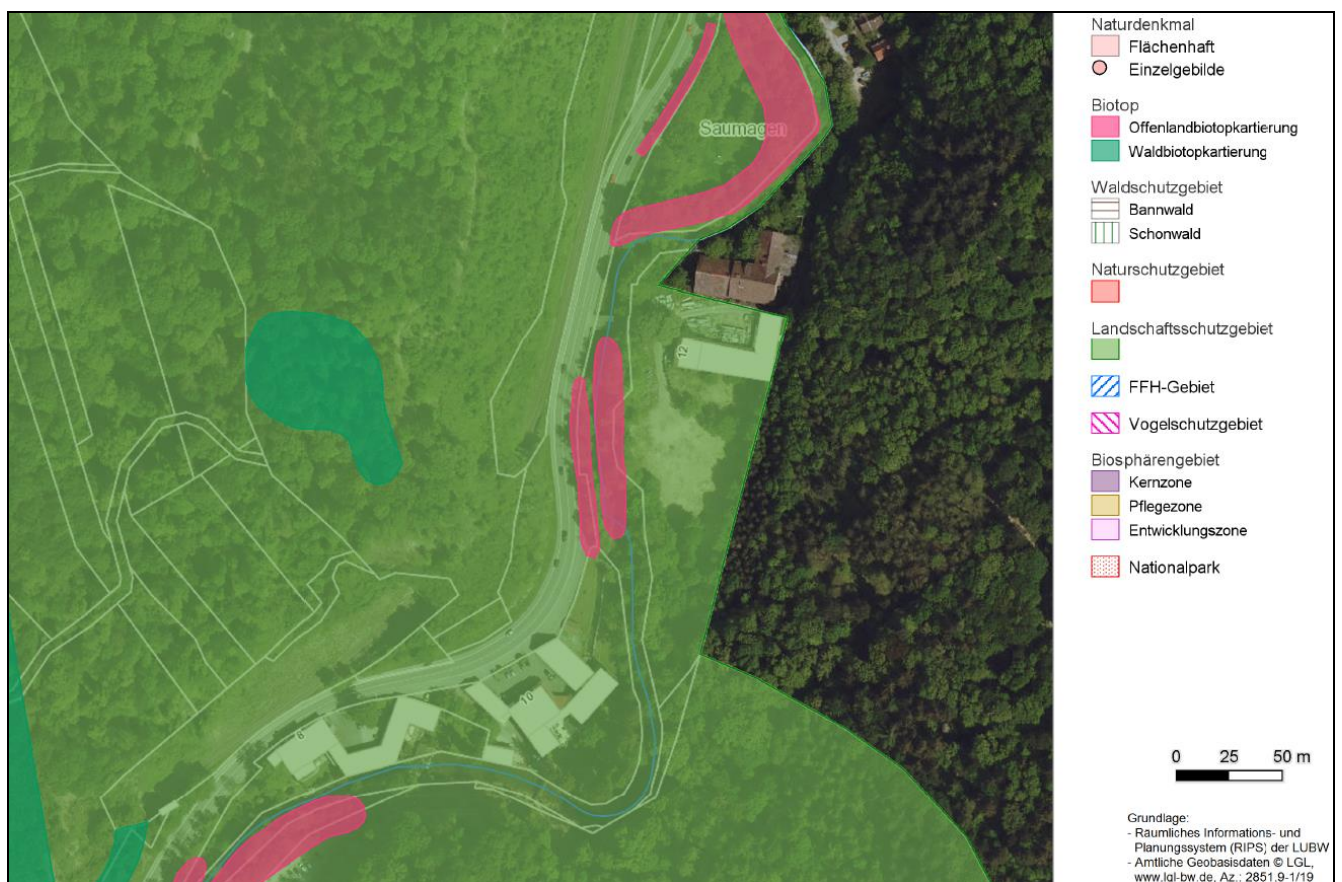 Saumagen
12
10
8
Naturdenkmal
Flächenhaft
Einzelgebilde
Biotop
Offenlandbiotopkartierung
Waldbiotopkartierung
Waldschutzgebiet
Bannwald
Schonwald
Naturschutzgebiet
Landschaftsschutzgebiet
FFH-Gebiet
Vogelschutzgebiet
Biosphärengebiet
Kernzone
Pflegezone
Entwicklungszone
Nationalpark
0 25 50 m
Grundlage:
- Räumliches Informations- und
Planungssystem (RIPS) der LUBW
- Amtliche Geobasisdaten © LGL,
www.lgl-bw.de, Az.: 2851.9-1/19